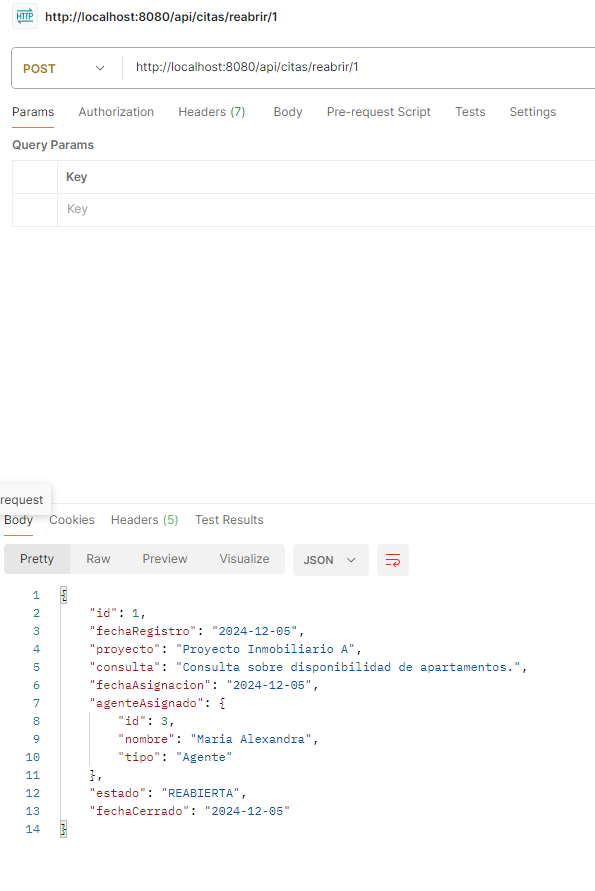 HTTP http://localhost:8080/api/citas/reabrir/1
POST http://localhost:8080/api/citas/reabrir/1
Params Authorization Headers (7) Body Pre-request Script Tests Settings
Query Params
Key
Key
request
Body Cookies Headers (5) Test Results
Pretty Raw Preview Visualize JSON
1 {
2 "id": 1,
3 "fechaRegistro": "2024-12-05",
4 "proyecto": "Proyecto Inmobiliario A",
5 "consulta": "Consulta sobre disponibilidad de apartamentos.",
6 "fechaAsignacion": "2024-12-05",
7 "agenteAsignado": {
8 "id": 3,
9 "nombre": "Maria Alexandra",
10 "tipo": "Agente"
11 },
12 "estado": "REABIERTA",
13 "fechaCerrado": "2024-12-05"
14 }